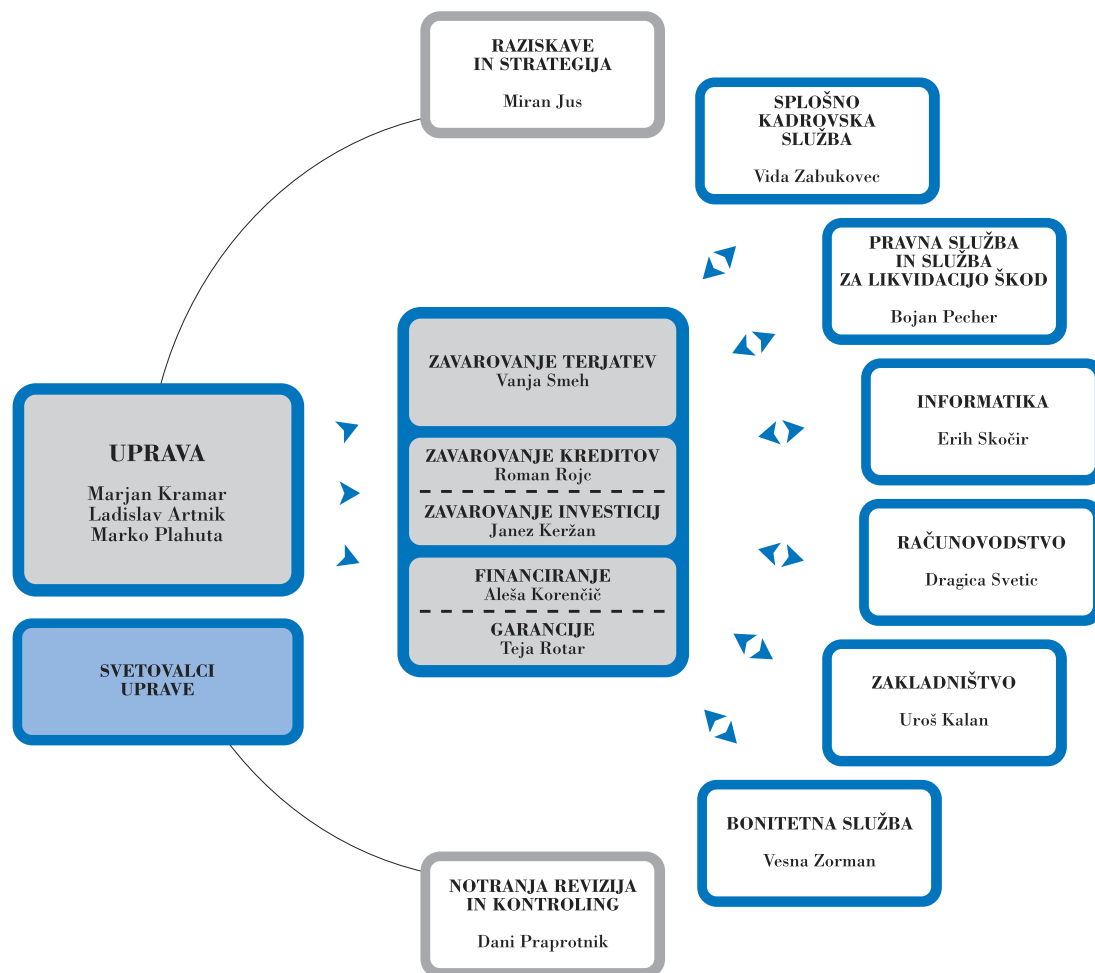 RAZISKAVE
IN STRATEGIJA
Miran Jus
SPLOŠNO
KADROVSKA
SLUŽBA
Vida Zabukovec
PRAVNA SLUŽBA
IN SLUŽBA
ZA LIKVIDACIJO ŠKOD
Bojan Pecher
ZAVAROVANJE TERJATEV
Vanja Smeh
INFORMATIKA
Erih Skočir
UPRAVA
Marjan Kramar
Ladislav Artnik
Marko Plahuta
ZAVAROVANJE KREDITOV
Roman Rojc
ZAVAROVANJE INVESTICIJ
Janez Keržan
RAČUNOVODSTVO
Dragica Svetic
FINANCIRANJE
Aleša Korenčič
GARANCIJE
Teja Rotar
SVETOVALCI
UPRAVE
ZAKLADNIŠTVO
Uroš Kalan
BONITETNA SLUŽBA
Vesna Zorman
NOTRANJA REVIZIJA
IN KONTROLING
Dani Praprotnik